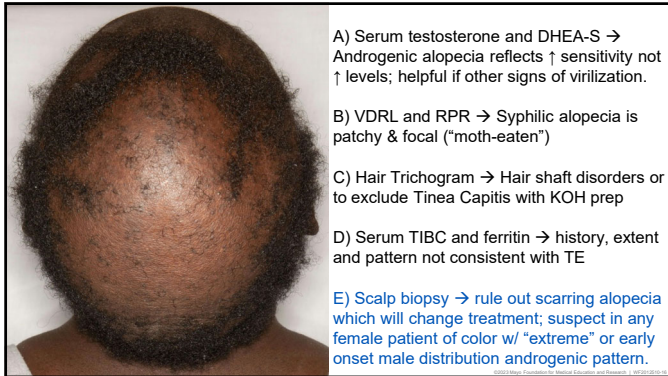 A) Serum testosterone and DHEA-S →
Androgenic alopecia reflects ↑ sensitivity not
↑ levels; helpful if other signs of virilization.
B) VDRL and RPR → Syphilic alopecia is
patchy & focal (“moth-eaten”)
C) Hair Trichogram → Hair shaft disorders or
to exclude Tinea Capitis with KOH prep
D) Serum TIBC and ferritin → history, extent
and pattern not consistent with TE
E) Scalp biopsy → rule out scarring alopecia
which will change treatment; suspect in any
female patient of color w/ “extreme” or early
onset male distribution androgenic pattern.
©2023 Mayo Foundation for Medical Education and Research |